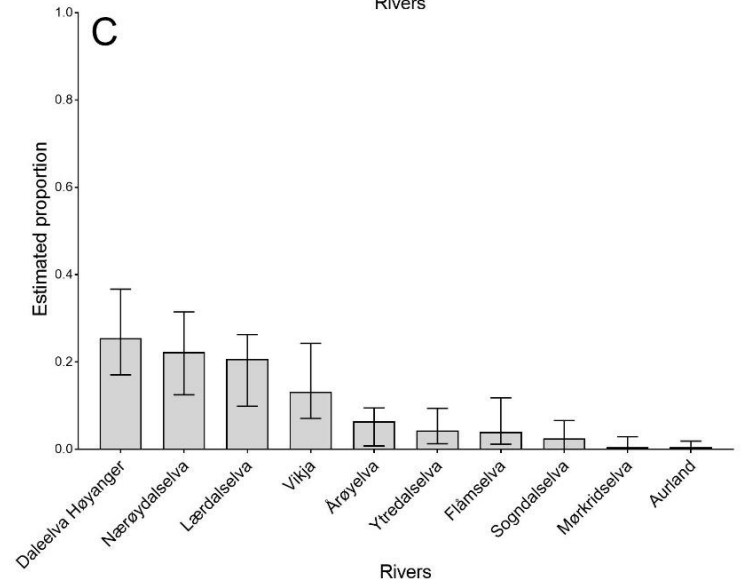 Rivers
C
1.0
0.8
0.6
0.4
0.2
0.0
Estimated proportion
Daleelva Høyanger
Nærøydalselva
Lærdalselva
Vikja
Årøyelva
Ytredalselva
Flåmselva
Sogndalselva
Mørkridselva
Aurland
Rivers